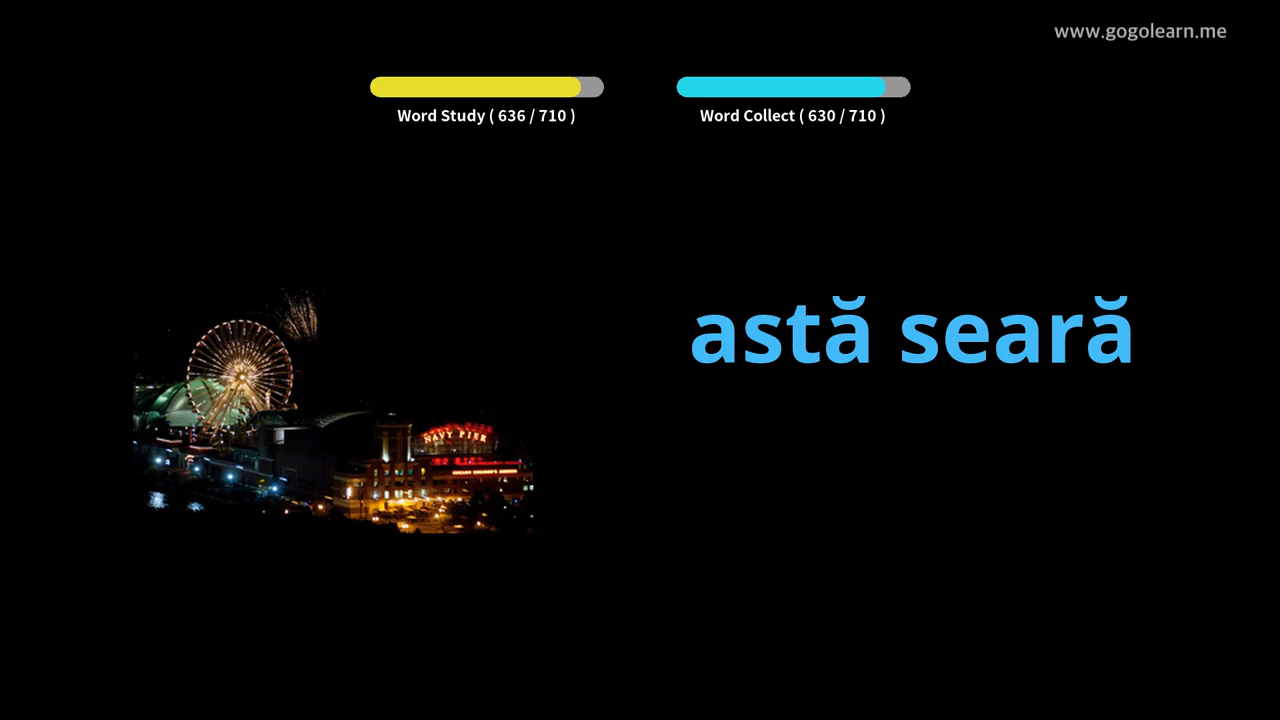 www.gogolearn.me
Word Study ( 636 / 710 )
Word Collect ( 630 / 710 )
astă seară
NAVY PIER